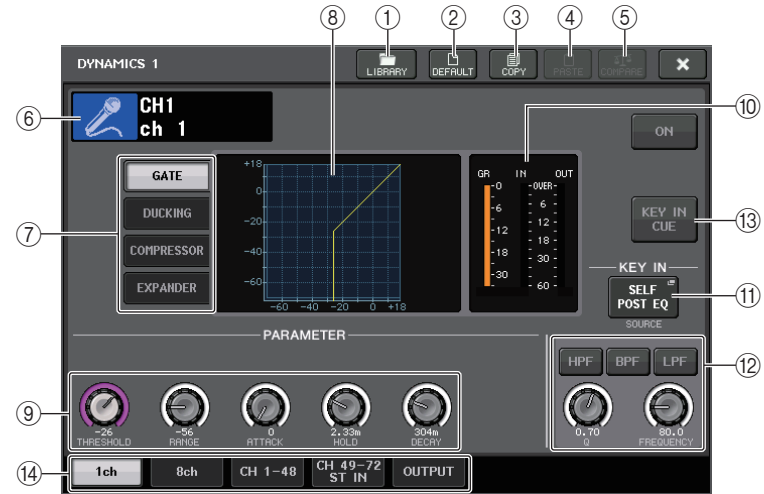 ⑧ ① ② ③ ④ ⑤
DYNAMICS 1
LIBRARY DEFAULT COPY PASTE COMPARE ×
⑥ CH1
ch 1
⑩
ON
⑦ GATE
DUCKING
COMPRESSOR
EXPANDER
+18
0
-20
-40
-60
-60 -40 -20 0 +18
GR IN OUT
0 OVER
-6 6
-12 12
-18 18
-30 30
60
KEY IN
CUE ⑬
KEY IN
SELF
POST EQ ⑪
SOURCE
PARAMETER
HPF BPF LPF ⑫
⑨ -26 -56 0 2.33m 304m
THRESHOLD RANGE ATTACK HOLD DECAY
0.70 80.0
Q FREQUENCY
⑭ 1ch 8ch CH 1-48 CH 49-72
ST IN OUTPUT